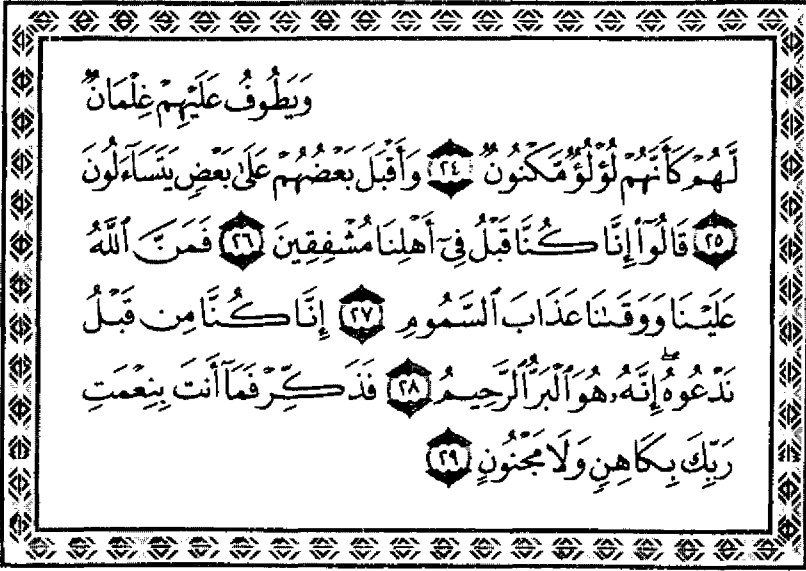 وَيَطُوفُ عَلَيْهِمْ غِلْمَانٌ
لَّهُمْ كَأَنَّهُمْ لُؤْلُؤٌ مَّكْنُونٌ ﴿٢٤﴾ وَأَقْبَلَ بَعْضُهُمْ عَلَىٰ بَعْضٍ يَتَسَآءَلُونَ
﴿٢٥﴾ قَالُوٓا۟ إِنَّا كُنَّا قَبْلُ فِىٓ أَهْلِنَا مُشْفِقِينَ ﴿٢٦﴾ فَمَنَّ ٱللَّهُ
عَلَيْنَا وَوَقَىٰنَا عَذَابَ ٱلسَّمُومِ ﴿٢٧﴾ إِنَّا كُنَّا مِن قَبْلُ
نَدْعُوهُ ۖ إِنَّهُۥ هُوَ ٱلْبَرُّ ٱلرَّحِيمُ ﴿٢٨﴾ فَذَكِّرْ فَمَآ أَنتَ بِنِعْمَتِ
رَبِّكَ بِكَاهِنٍ وَلَا مَجْنُونٍ ﴿٢٩﴾